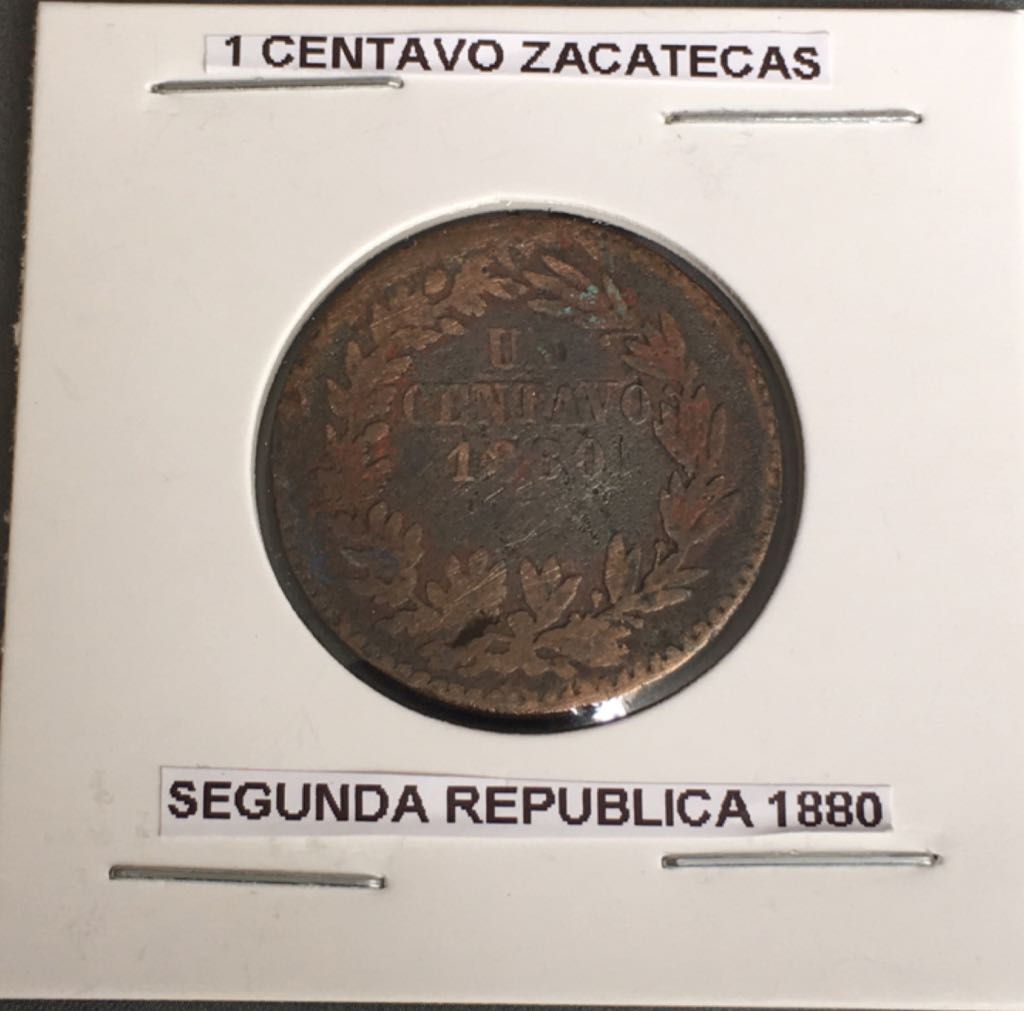 1 CENTAVO ZACATECAS
CENTAVO
SEGUNDA REPUBLICA 1880